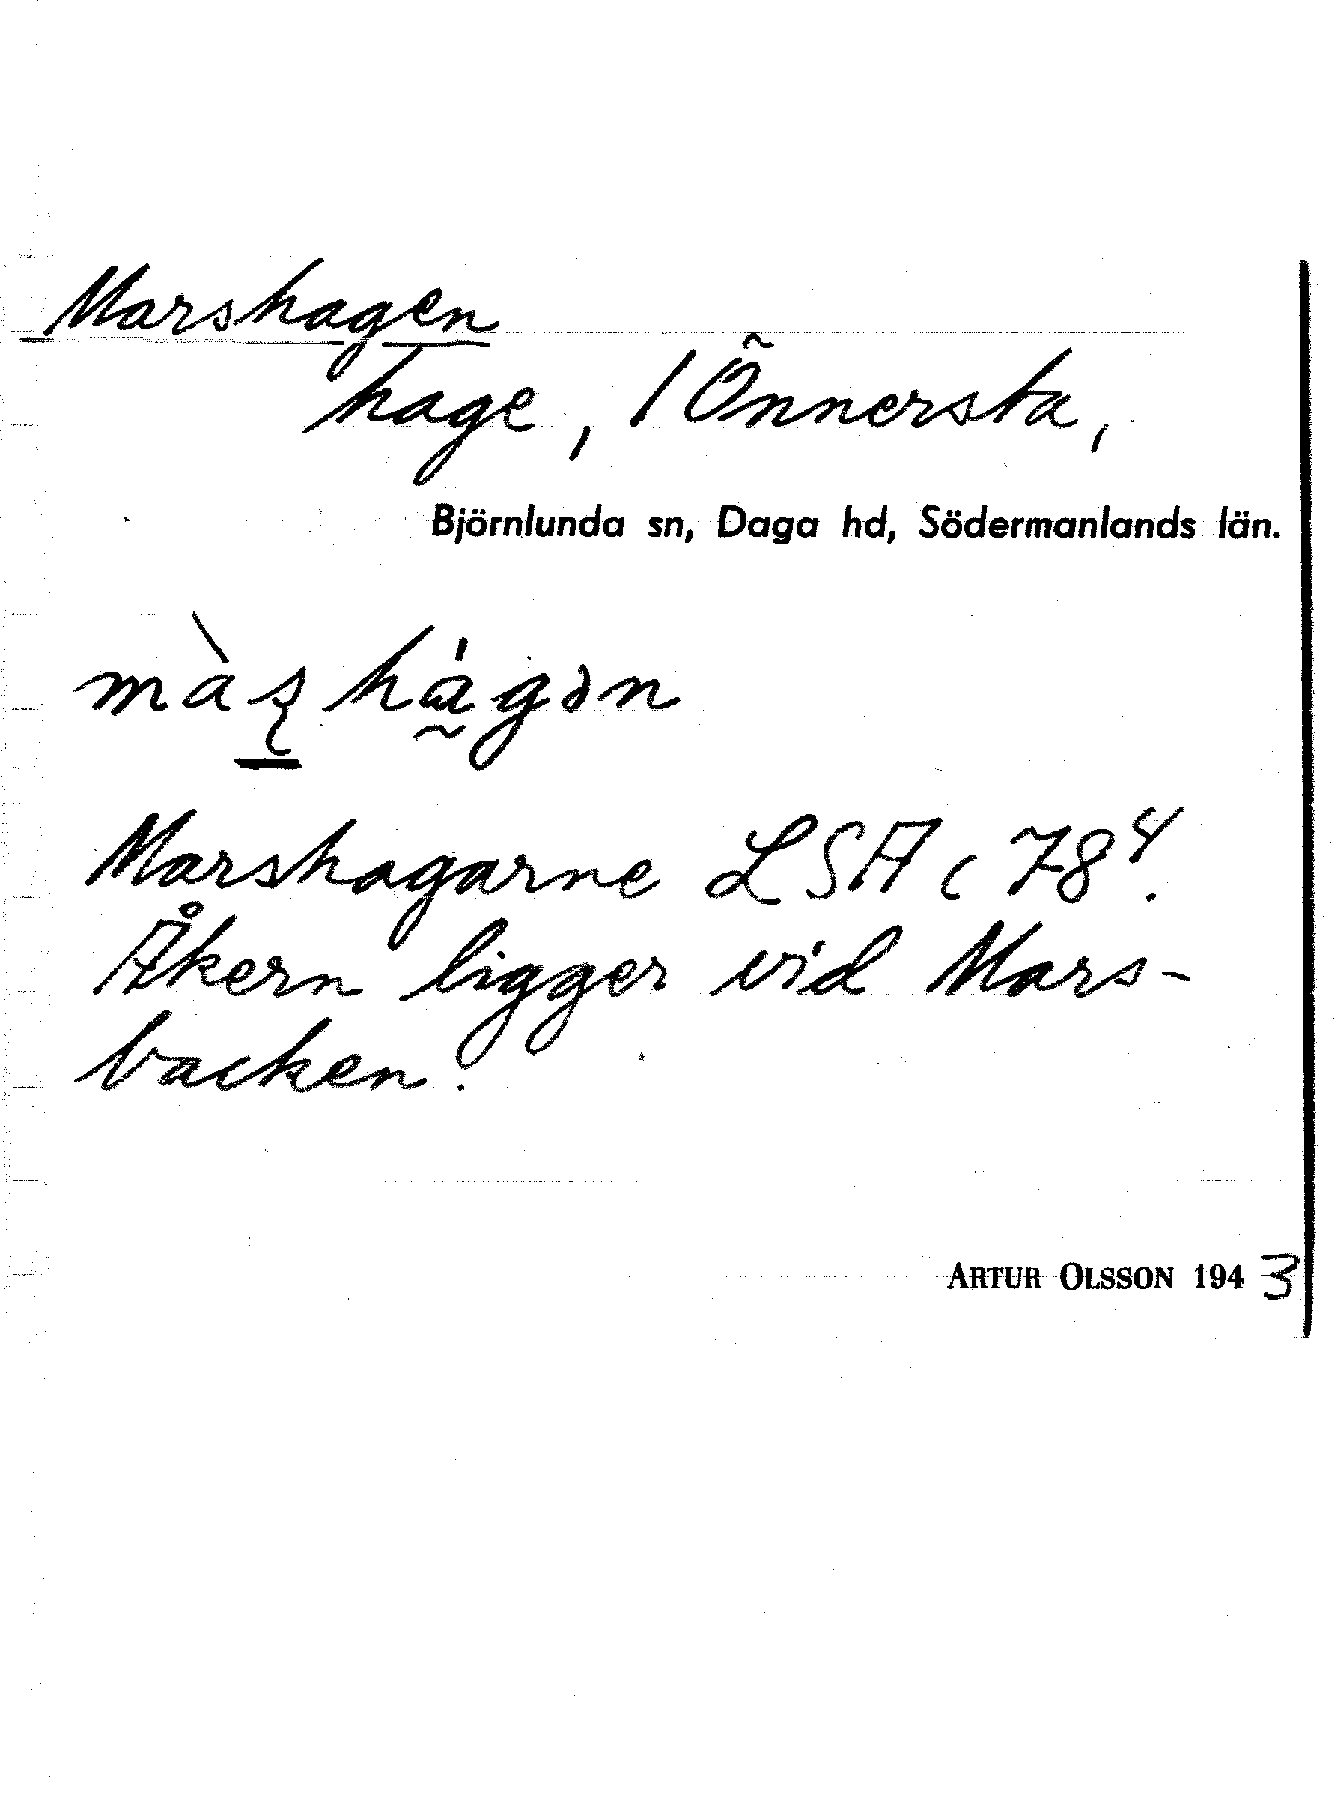 Marshagen
hage, / Önnersta,
Björnlunda sn, Daga hd, Södermanlands län.
màʂhágən
Marshagarne LSA c 78⁴.
Åkern ligger vid Mars-
backen.
ARTUR OLSSON 1943